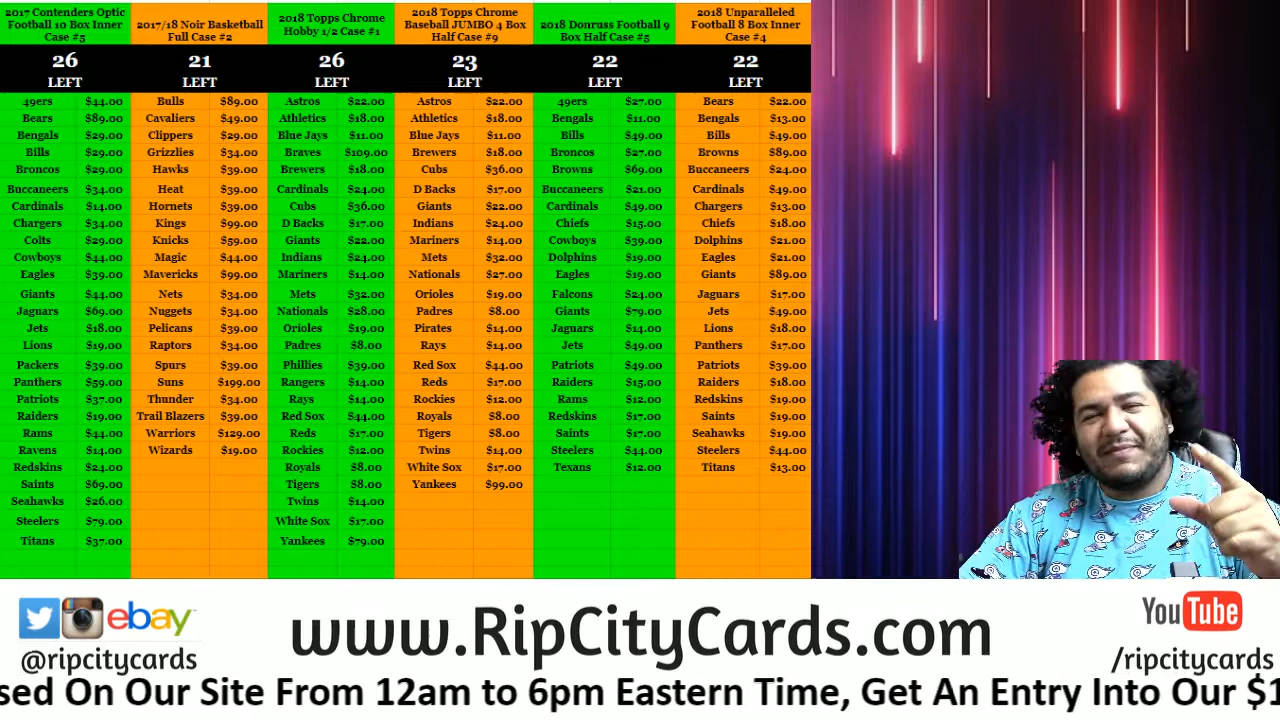 2017 Contenders Optic
Football 10 Box Inner
Case #5
26
LEFT
49ers $44.00
Bears $89.00
Bengals $29.00
Bills $29.00
Broncos $29.00
Buccaneers $34.00
Cardinals $14.00
Chargers $34.00
Colts $29.00
Cowboys $44.00
Eagles $39.00
Giants $44.00
Jaguars $69.00
Jets $18.00
Lions $19.00
Packers $39.00
Panthers $59.00
Patriots $37.00
Raiders $19.00
Rams $44.00
Ravens $14.00
Redskins $24.00
Saints $69.00
Seahawks $26.00
Steelers $79.00
Titans $37.00
2017/18 Noir Basketball
Full Case #2
21
LEFT
Bulls $89.00
Cavaliers $49.00
Clippers $29.00
Grizzlies $34.00
Hawks $39.00
Heat $39.00
Hornets $39.00
Kings $99.00
Knicks $59.00
Magic $44.00
Mavericks $99.00
Nets $34.00
Nuggets $34.00
Pelicans $39.00
Raptors $34.00
Spurs $39.00
Suns $199.00
Thunder $34.00
Trail Blazers $39.00
Warriors $129.00
Wizards $19.00
2018 Topps Chrome
Hobby 1/2 Case #1
26
LEFT
Astros $22.00
Athletics $18.00
Blue Jays $11.00
Braves $109.00
Brewers $18.00
Cardinals $24.00
Cubs $36.00
D Backs $17.00
Giants $22.00
Indians $24.00
Mariners $14.00
Mets $32.00
Nationals $28.00
Orioles $19.00
Padres $8.00
Phillies $39.00
Rangers $14.00
Rays $14.00
Red Sox $44.00
Reds $17.00
Rockies $12.00
Royals $8.00
Tigers $8.00
Twins $14.00
White Sox $17.00
Yankees $79.00
2018 Topps Chrome
Baseball JUMBO 4 Box
Half Case #9
23
LEFT
Astros $22.00
Athletics $18.00
Blue Jays $11.00
Brewers $18.00
Cubs $36.00
D Backs $17.00
Giants $22.00
Indians $24.00
Mariners $14.00
Mets $32.00
Nationals $27.00
Orioles $19.00
Padres $8.00
Pirates $14.00
Rays $14.00
Red Sox $44.00
Reds $17.00
Rockies $12.00
Royals $8.00
Tigers $8.00
Twins $14.00
White Sox $17.00
Yankees $99.00
2018 Donruss Football 9
Box Half Case #5
22
LEFT
49ers $27.00
Bengals $11.00
Bills $49.00
Broncos $27.00
Browns $69.00
Buccaneers $21.00
Cardinals $49.00
Chiefs $15.00
Cowboys $39.00
Dolphins $19.00
Eagles $19.00
Falcons $24.00
Giants $79.00
Jaguars $14.00
Jets $49.00
Patriots $49.00
Raiders $15.00
Rams $12.00
Redskins $17.00
Saints $17.00
Steelers $44.00
Texans $12.00
2018 Unparalleled
Football 8 Box Inner
Case #4
22
LEFT
Bears $22.00
Bengals $13.00
Bills $49.00
Browns $89.00
Buccaneers $24.00
Cardinals $49.00
Chargers $13.00
Chiefs $18.00
Dolphins $21.00
Eagles $21.00
Giants $89.00
Jaguars $17.00
Jets $49.00
Lions $18.00
Panthers $17.00
Patriots $39.00
Raiders $18.00
Redskins $19.00
Saints $19.00
Seahawks $19.00
Steelers $44.00
Titans $13.00
ebay
@ripcitycards
www.RipCityCards.com
YouTube
/ripcitycards
sed On Our Site From 12am to 6pm Eastern Time, Get An Entry Into Our $1